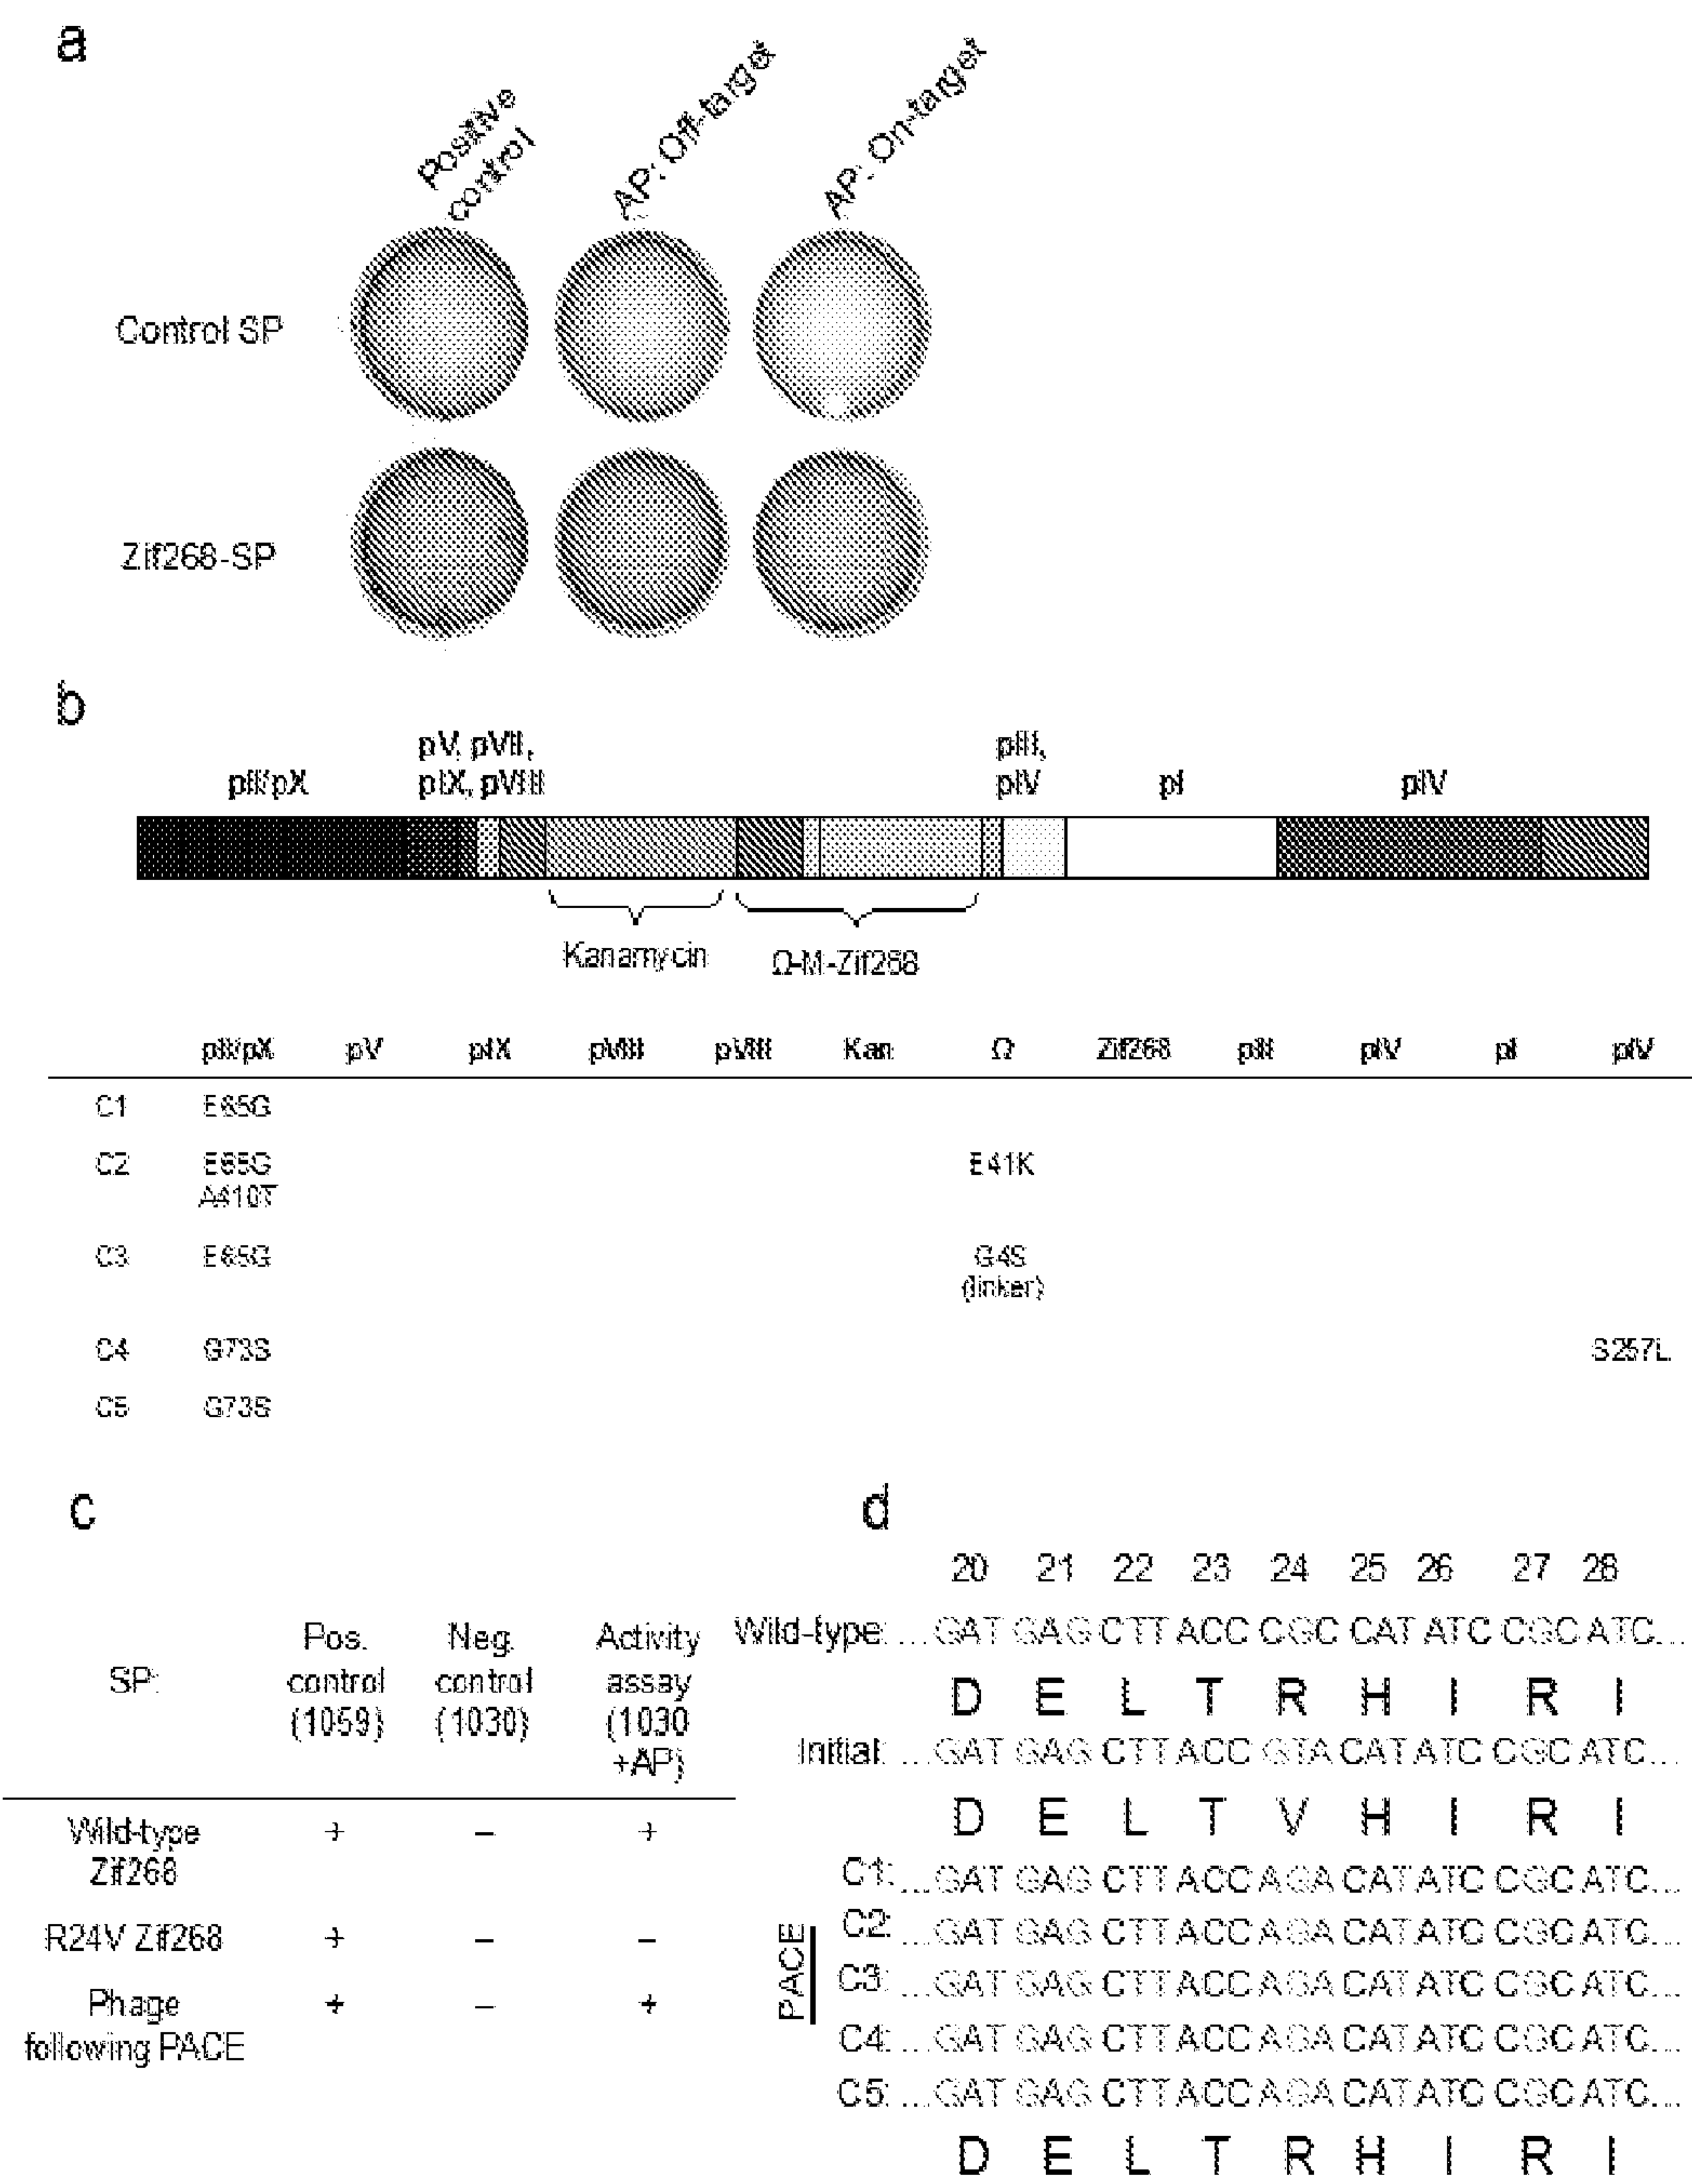 a
Positive control
AP: Off-target
AP: On-target
Control SP
Zif268-SP
b
pV, pVII, pIII,
pII/pX pIX, pVIII pIV pI pIV
Kanamycin Ω-M-Zif268
pII/pX pV pIX pVIII pVIII Kan Ω Zif268 pIII pIV pI pIV
C1 E65G
C2 E65G E41K
A410T
C3 E65G G4S
(linker)
C4 G73S S257L
C5 G73S
c
SP: Pos. control (1059) Neg. control (1030) Activity assay (1030 +AP)
Wild-type Zif268 + – +
R24V Zif268 + – –
Phage following PACE + – +
d
20 21 22 23 24 25 26 27 28
Wild-type: ...GAT GAG CTT ACC CGC CAT ATC CGC ATC...
D E L T R H I R I
Initial: ...GAT GAG CTT ACC GTA CAT ATC CGC ATC...
D E L T V H I R I
PACE
C1: ...GAT GAG CTT ACC AGA CAT ATC CGC ATC...
C2: ...GAT GAG CTT ACC AGA CAT ATC CGC ATC...
C3: ...GAT GAG CTT ACC AGA CAT ATC CGC ATC...
C4: ...GAT GAG CTT ACC AGA CAT ATC CGC ATC...
C5: ...GAT GAG CTT ACC AGA CAT ATC CGC ATC...
D E L T R H I R I